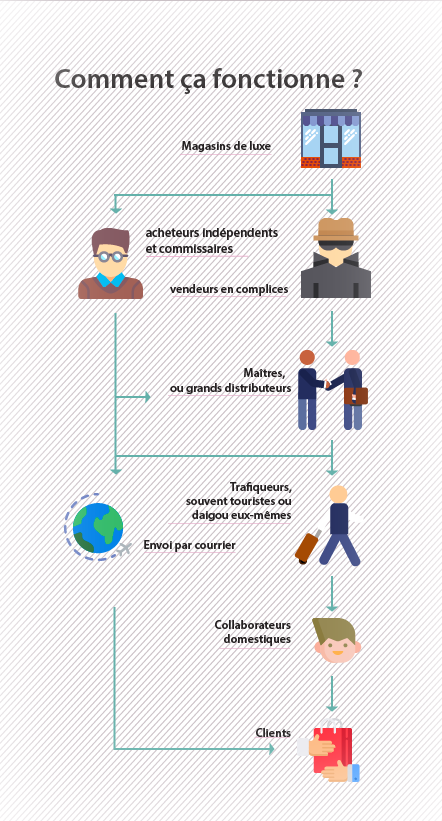 Comment ça fonctionne ?
Magasins de luxe
acheteurs indépendents
et commissaires
vendeurs en complices
Maîtres,
ou grands distributeurs
Trafiqueurs,
souvent touristes ou
daigou eux-mêmes
Envoi par courrier
Collaborateurs
domestiques
Clients